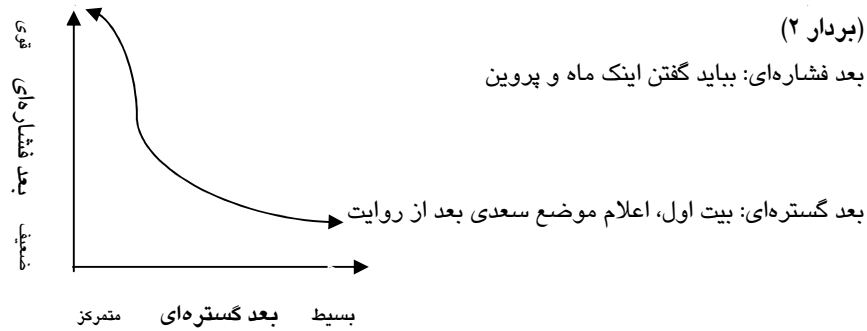 (بردار ۲)
بعد فشاره‌ای: بباید گفتن اینک ماه و پروین
بعد گستره‌ای: بیت اول، اعلام موضع سعدی بعد از روایت
قوی
بعد فشاره‌ای
ضعیف
بسیط بعد گستره‌ای متمرکز